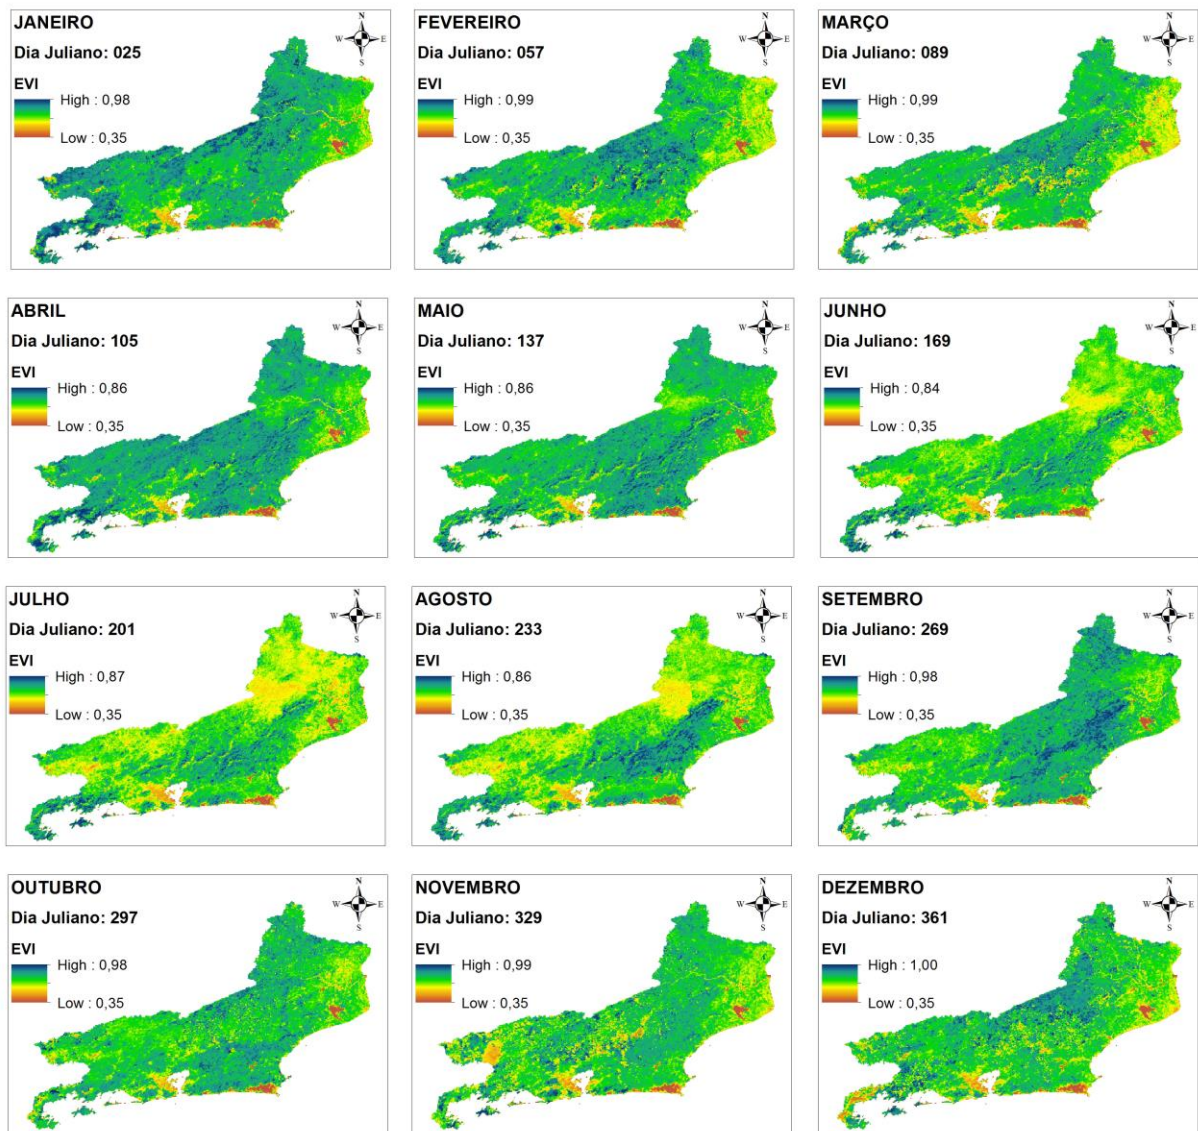 JANEIRO
Dia Juliano: 025
EVI
High : 0,98
Low : 0,35
N
W E
S
FEVEREIRO
Dia Juliano: 057
EVI
High : 0,99
Low : 0,35
N
W E
S
MARÇO
Dia Juliano: 089
EVI
High : 0,99
Low : 0,35
N
W E
S
ABRIL
Dia Juliano: 105
EVI
High : 0,86
Low : 0,35
N
W E
S
MAIO
Dia Juliano: 137
EVI
High : 0,86
Low : 0,35
N
W E
S
JUNHO
Dia Juliano: 169
EVI
High : 0,84
Low : 0,35
N
W E
S
JULHO
Dia Juliano: 201
EVI
High : 0,87
Low : 0,35
N
W E
S
AGOSTO
Dia Juliano: 233
EVI
High : 0,86
Low : 0,35
N
W E
S
SETEMBRO
Dia Juliano: 269
EVI
High : 0,98
Low : 0,35
N
W E
S
OUTUBRO
Dia Juliano: 297
EVI
High : 0,98
Low : 0,35
N
W E
S
NOVEMBRO
Dia Juliano: 329
EVI
High : 0,99
Low : 0,35
N
W E
S
DEZEMBRO
Dia Juliano: 361
EVI
High : 1,00
Low : 0,35
N
W E
S